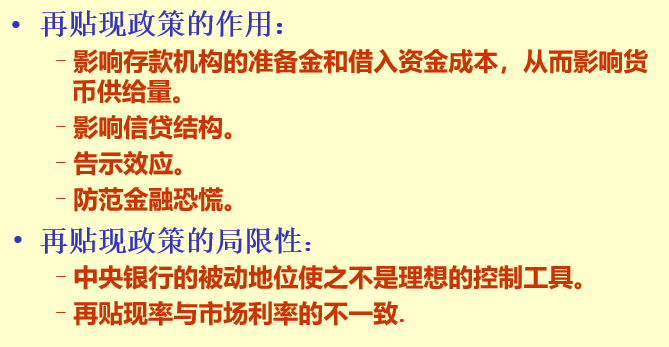 • 再贴现政策的作用：
– 影响存款机构的准备金和借入资金成本，从而影响货
币供给量。
– 影响信贷结构。
– 告示效应。
– 防范金融恐慌。
• 再贴现政策的局限性：
– 中央银行的被动地位使之不是理想的控制工具。
– 再贴现率与市场利率的不一致.